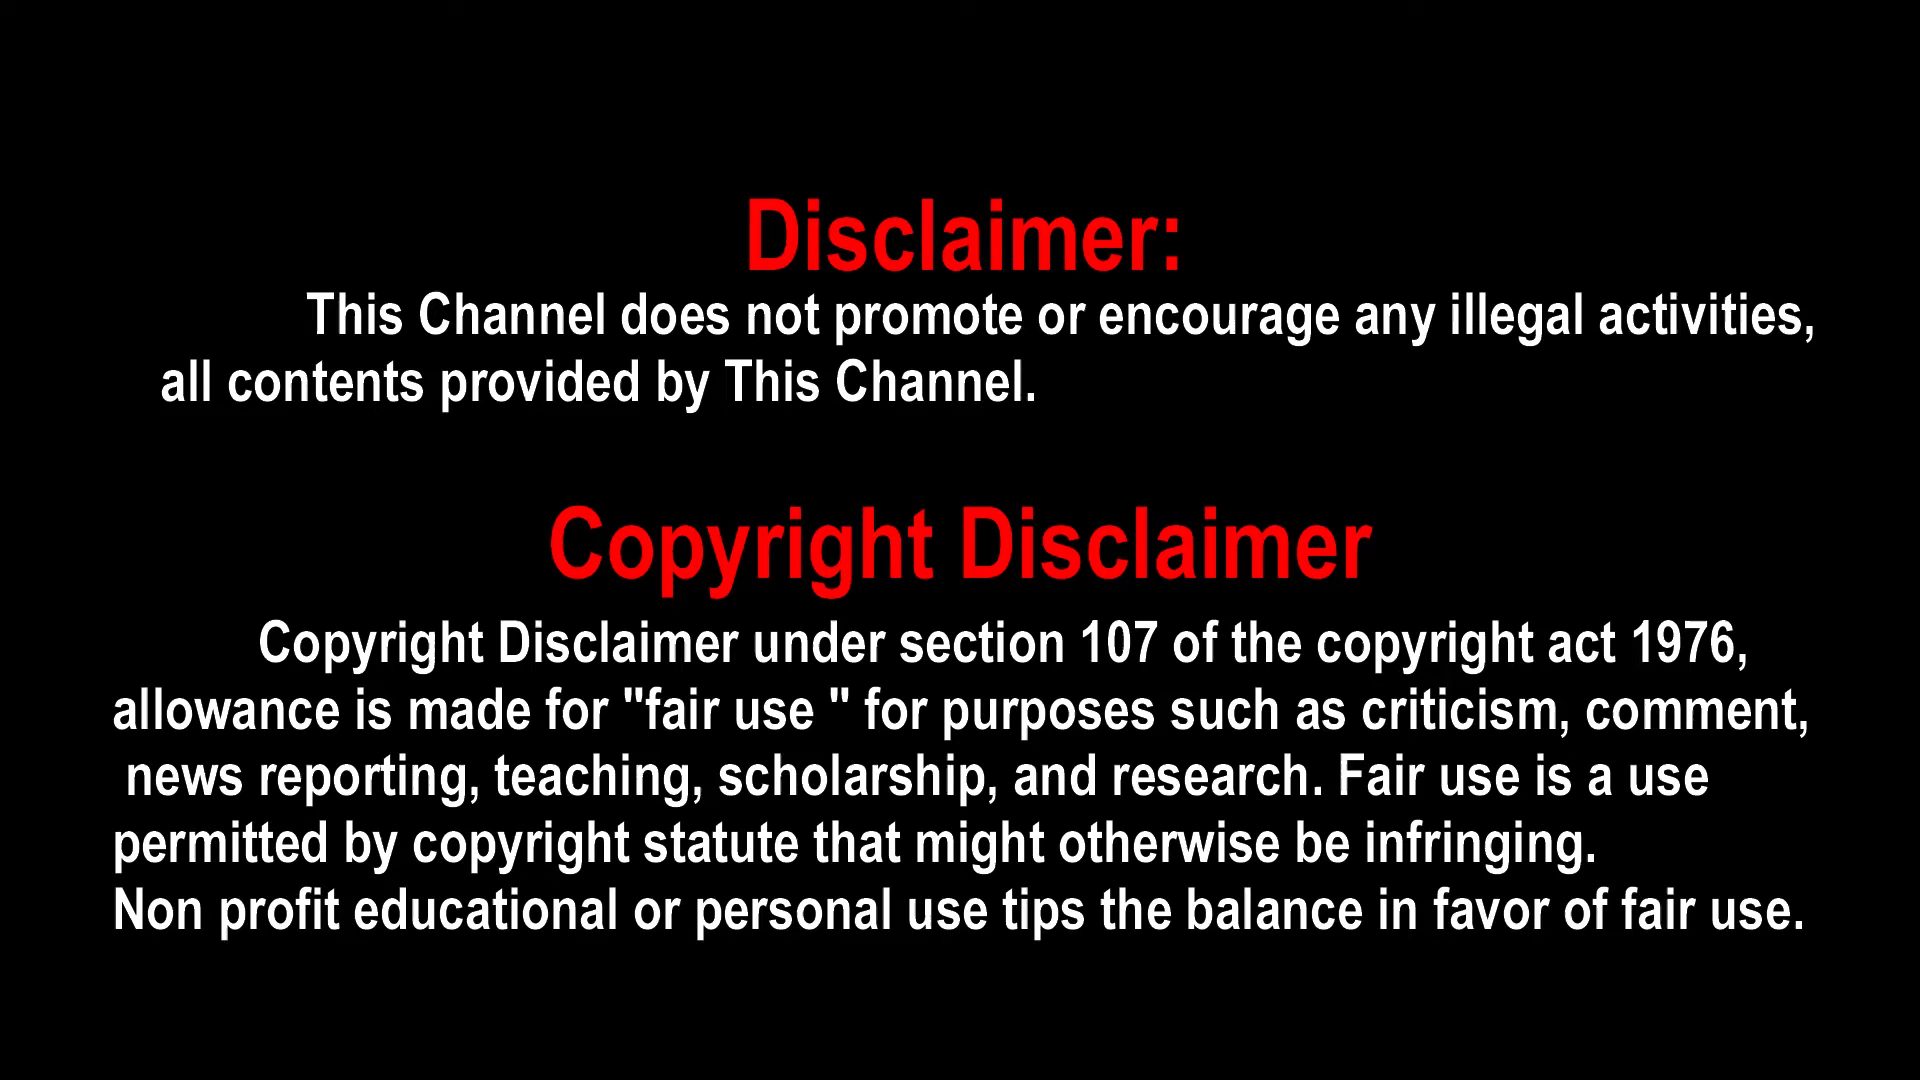 Disclaimer:
This Channel does not promote or encourage any illegal activities,
all contents provided by This Channel.
Copyright Disclaimer
Copyright Disclaimer under section 107 of the copyright act 1976,
allowance is made for "fair use " for purposes such as criticism, comment,
news reporting, teaching, scholarship, and research. Fair use is a use
permitted by copyright statute that might otherwise be infringing.
Non profit educational or personal use tips the balance in favor of fair use.